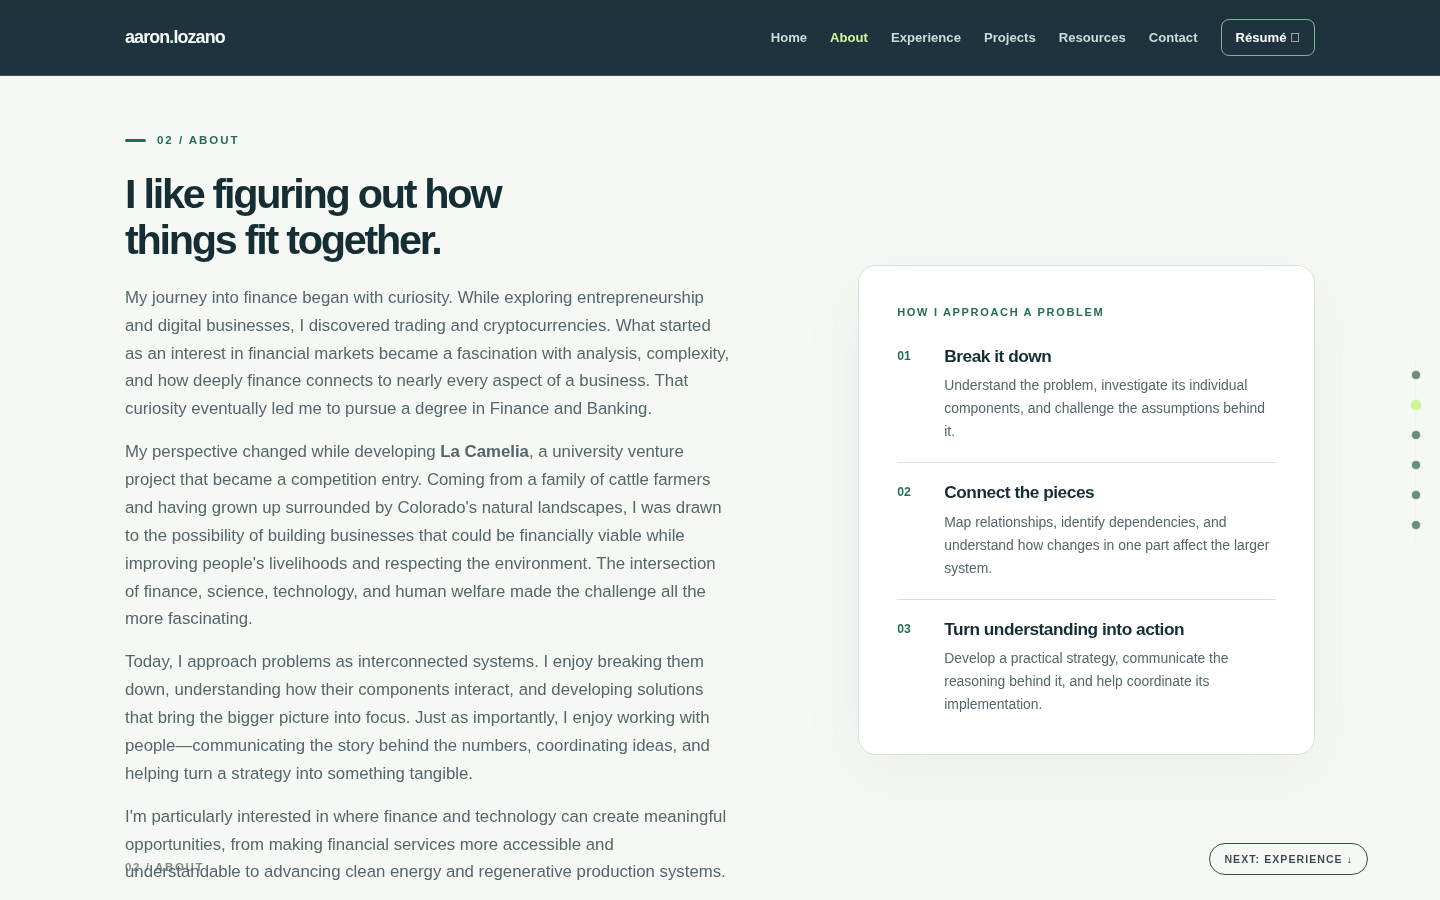 aaron.lozano
Home About Experience Projects Resources Contact Résumé
02 / ABOUT
I like figuring out how
things fit together.
My journey into finance began with curiosity. While exploring entrepreneurship
and digital businesses, I discovered trading and cryptocurrencies. What started
as an interest in financial markets became a fascination with analysis, complexity,
and how deeply finance connects to nearly every aspect of a business. That
curiosity eventually led me to pursue a degree in Finance and Banking.
My perspective changed while developing La Camelia, a university venture
project that became a competition entry. Coming from a family of cattle farmers
and having grown up surrounded by Colorado's natural landscapes, I was drawn
to the possibility of building businesses that could be financially viable while
improving people's livelihoods and respecting the environment. The intersection
of finance, science, technology, and human welfare made the challenge all the
more fascinating.
Today, I approach problems as interconnected systems. I enjoy breaking them
down, understanding how their components interact, and developing solutions
that bring the bigger picture into focus. Just as importantly, I enjoy working with
people—communicating the story behind the numbers, coordinating ideas, and
helping turn a strategy into something tangible.
I'm particularly interested in where finance and technology can create meaningful
opportunities, from making financial services more accessible and
understandable to advancing clean energy and regenerative production systems.
02 / ABOUT
HOW I APPROACH A PROBLEM
01 Break it down
Understand the problem, investigate its individual
components, and challenge the assumptions behind
it.
02 Connect the pieces
Map relationships, identify dependencies, and
understand how changes in one part affect the larger
system.
03 Turn understanding into action
Develop a practical strategy, communicate the
reasoning behind it, and help coordinate its
implementation.
NEXT: EXPERIENCE ↓